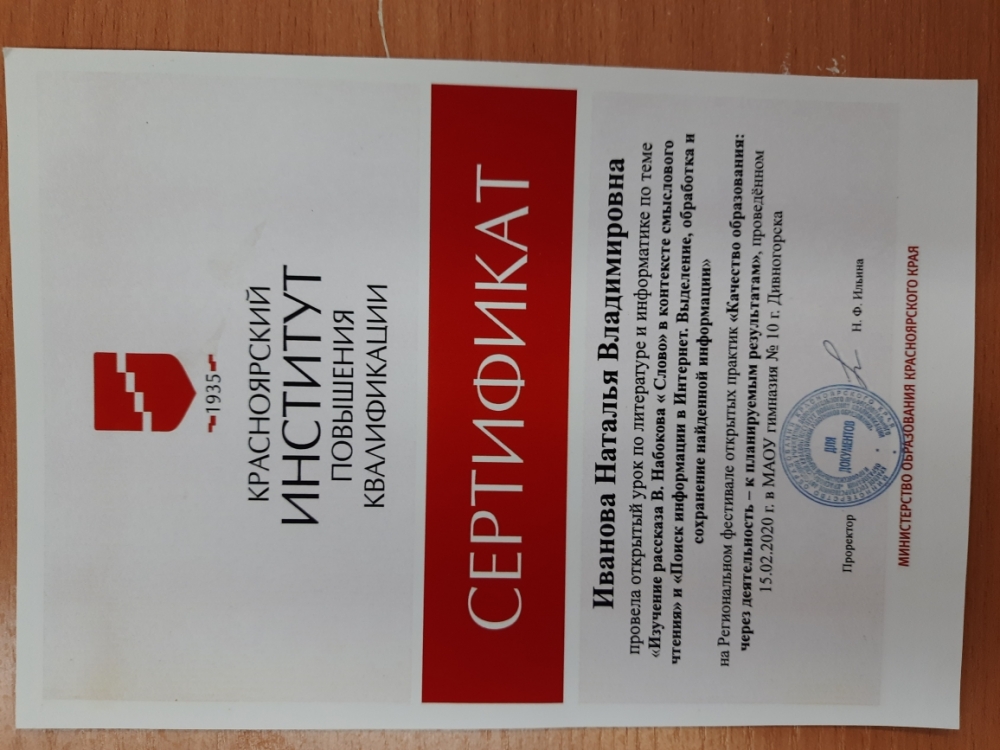 1935
КРАСНОЯРСКИЙ
ИНСТИТУТ
ПОВЫШЕНИЯ
КВАЛИФИКАЦИИ
СЕРТИФИКАТ
Иванова Наталья Владимировна
провела открытый урок по литературе и информатике по теме
«Изучение рассказа В. Набокова « Слово» в контексте смыслового
чтения» и «Поиск информации в Интернет. Выделение, обработка и
сохранение найденной информации»
на Региональном фестивале открытых практик «Качество образования:
через деятельность – к планируемым результатам», проведённом
15.02.2020 г. в МАОУ гимназия № 10 г. Дивногорска
Проректор
ДЛЯ
ДОКУМЕНТОВ
Н. Ф. Ильина
МИНИСТЕРСТВО ОБРАЗОВАНИЯ КРАСНОЯРСКОГО КРАЯ